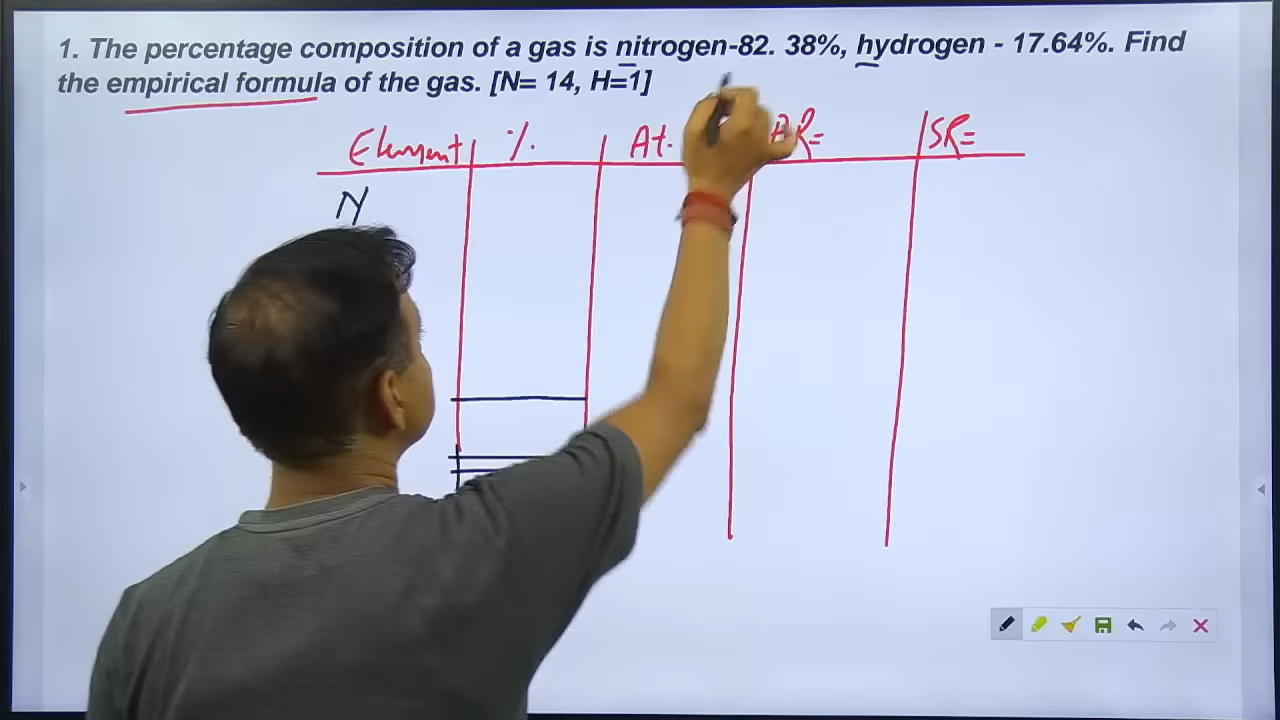 1. The percentage composition of a gas is nitrogen-82. 38%, hydrogen - 17.64%. Find
the empirical formula of the gas. [N= 14, H=1]
Element % At. AR= SR=
N